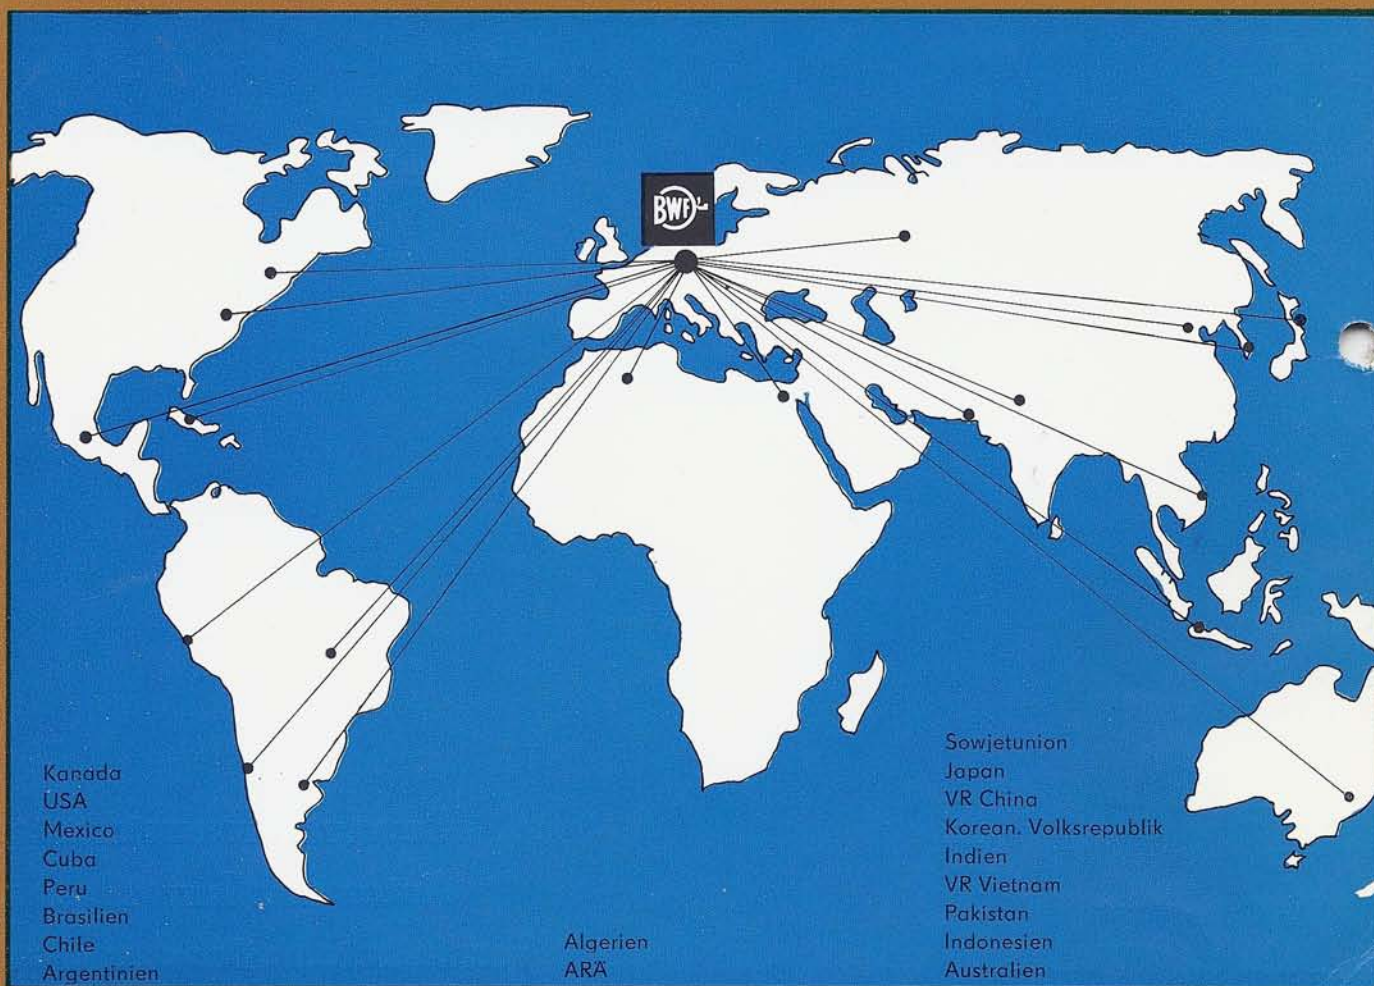 BWF
Kanada
USA
Mexico
Cuba
Peru
Brasilien
Chile
Argentinien
Algerien
ARÄ
Sowjetunion
Japan
VR China
Korean. Volksrepublik
Indien
VR Vietnam
Pakistan
Indonesien
Australien